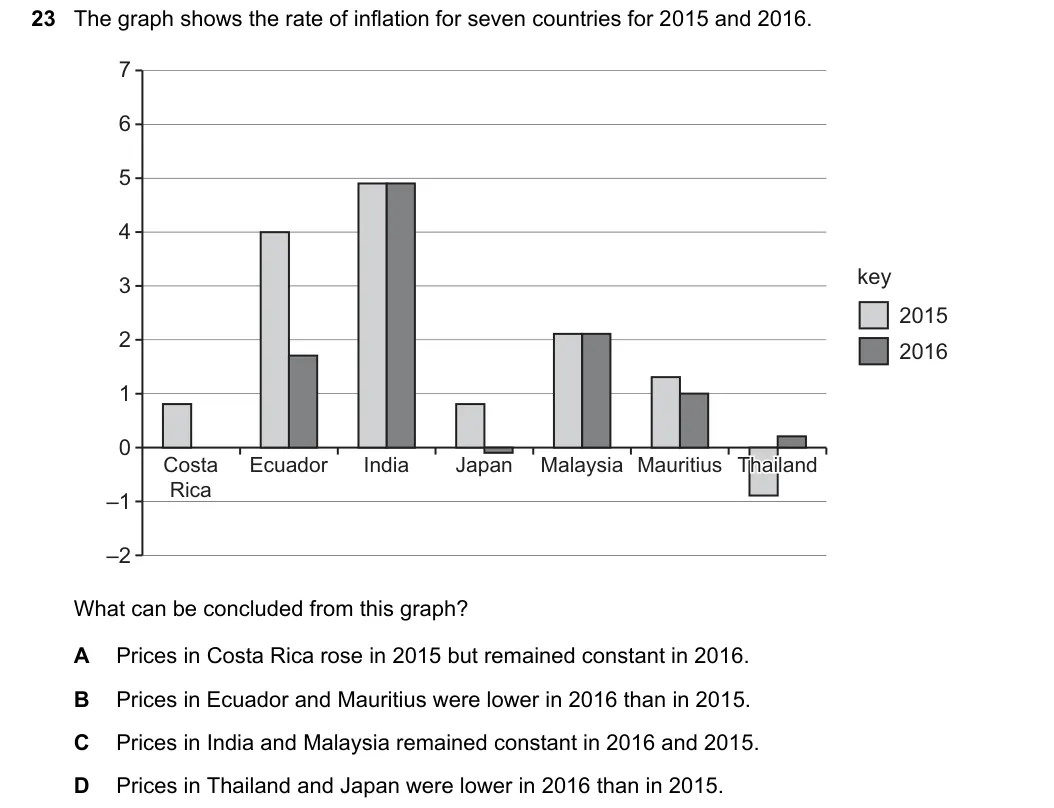 23 The graph shows the rate of inflation for seven countries for 2015 and 2016.
7
6
5
4
3
2
1
0
–1
–2
Costa
Rica
Ecuador
India
Japan
Malaysia
Mauritius
Thailand
key
2015
2016
What can be concluded from this graph?
A Prices in Costa Rica rose in 2015 but remained constant in 2016.
B Prices in Ecuador and Mauritius were lower in 2016 than in 2015.
C Prices in India and Malaysia remained constant in 2016 and 2015.
D Prices in Thailand and Japan were lower in 2016 than in 2015.